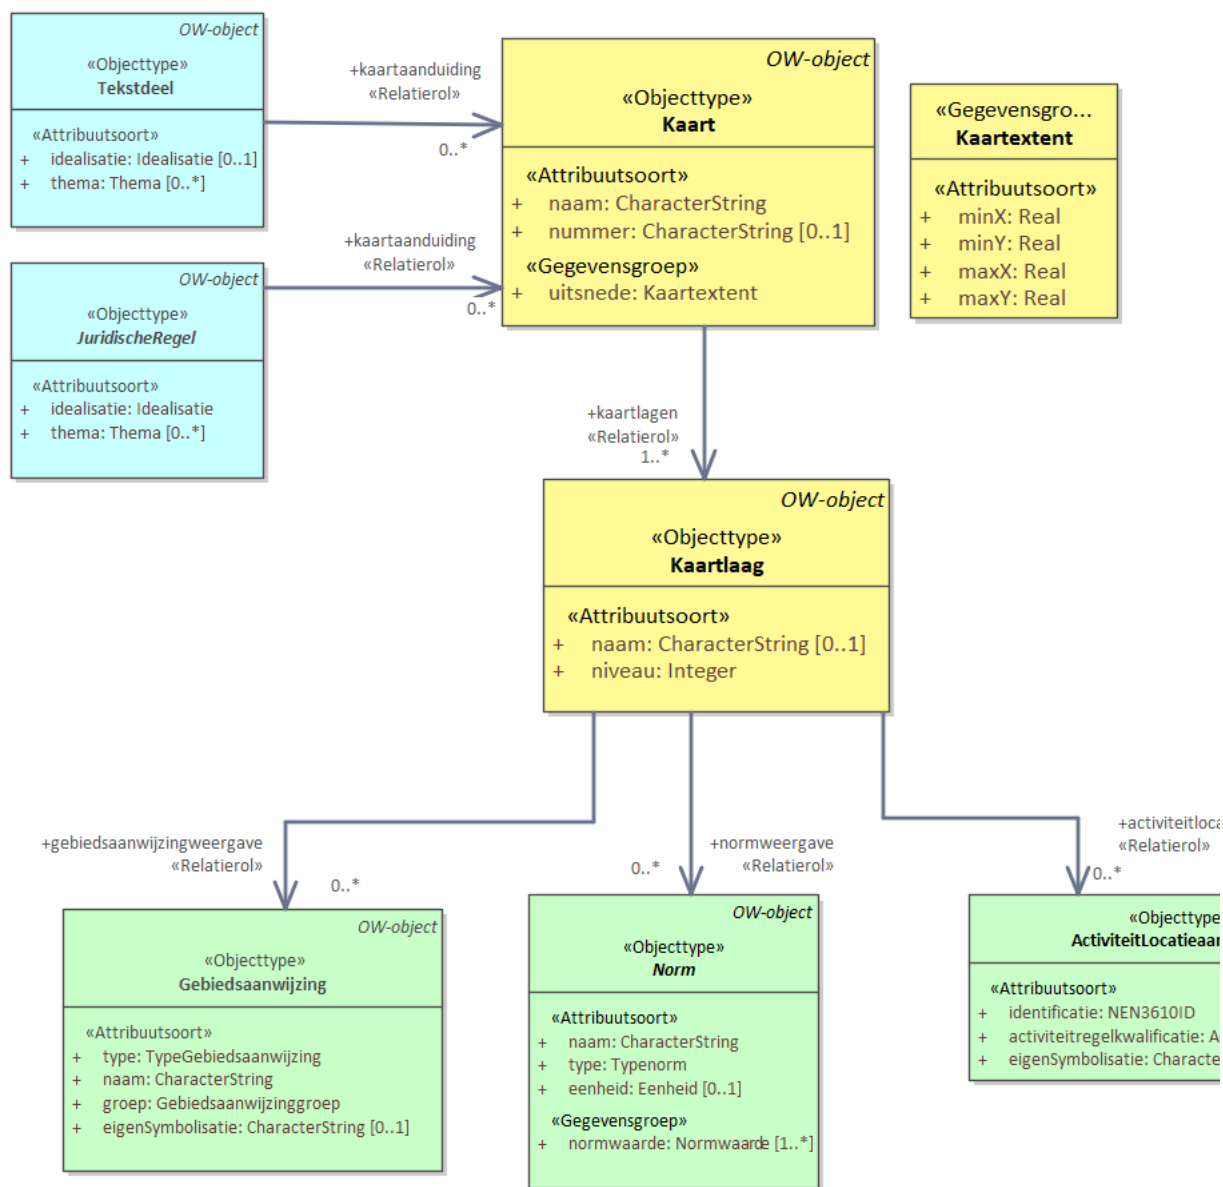 OW-object
«Objecttype»
Tekstdeel
«Attribuutsoort»
+ idealisatie: Idealisatie [0..1]
+ thema: Thema [0..*]
+kaartaanduiding
«Relatierol»
0..*
OW-object
«Objecttype»
Kaart
«Attribuutsoort»
+ naam: CharacterString
+ nummer: CharacterString [0..1]
«Gegevensgroep»
+ uitsnede: Kaartextent
«Gegevensgro...
Kaartextent
«Attribuutsoort»
+ minX: Real
+ minY: Real
+ maxX: Real
+ maxY: Real
+kaartaanduiding
«Relatierol»
0..*
OW-object
«Objecttype»
JuridischeRegel
«Attribuutsoort»
+ idealisatie: Idealisatie
+ thema: Thema [0..*]
+kaartlagen
«Relatierol»
1..*
OW-object
«Objecttype»
Kaartlaag
«Attribuutsoort»
+ naam: CharacterString [0..1]
+ niveau: Integer
+gebiedsaanwijzingweergave
«Relatierol»
0..*
+normweergave
«Relatierol»
0..*
«Relatierol»
0..*
OW-object
«Objecttype»
Gebiedsaanwijzing
«Attribuutsoort»
+ type: TypeGebiedsaanwijzing
+ naam: CharacterString
+ groep: Gebiedsaanwijzinggroep
+ eigenSymbolisatie: CharacterString [0..1]
OW-object
«Objecttype»
Norm
«Attribuutsoort»
+ naam: CharacterString
+ type: Typenorm
+ eenheid: Eenheid [0..1]
«Gegevensgroep»
+ normwaarde: Normwaarde [1..*]
«Objecttype
«Attribuutsoort»
+ identificatie: NEN3610ID
+ activiteitregelkwalificatie:
+ eigenSymbolisatie: